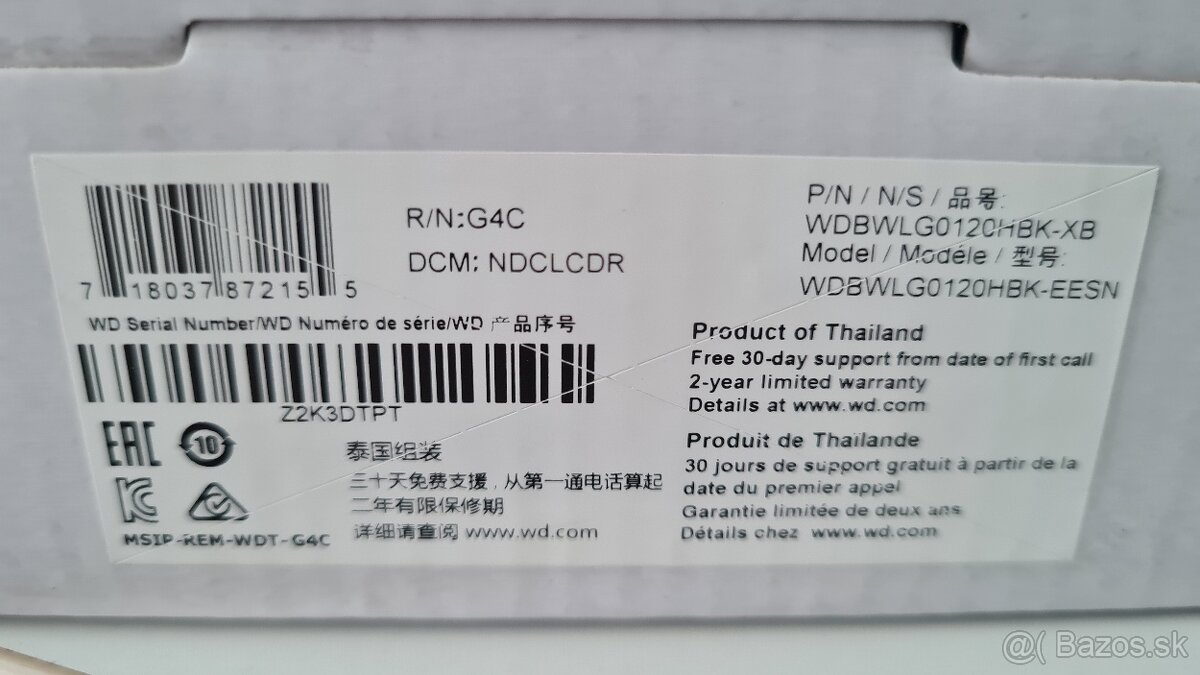 7 18037 87215 5
R/N:G4C
DCM: NDCLCDR
P/N / N/S / 品号:
WDBWLG0120HBK-XB
Model / Modéle / 型号:
WDBWLG0120HBK-EESN
WD Serial Number/WD Numéro de série/WD 产品序号
Z2K3DTPT
EAC
10
KC
MSIP-REM-WDT-G4C
泰国组装
三十天免费支援，从第一通电话算起
二年有限保修期
详细请查阅 www.wd.com
Product of Thailand
Free 30-day support from date of first call
2-year limited warranty
Details at www.wd.com
Produit de Thaïlande
30 jours de support gratuit à partir de la
date du premier appel
Garantie limitée de deux ans
Détails chez www.wd.com
@( Bazos.sk